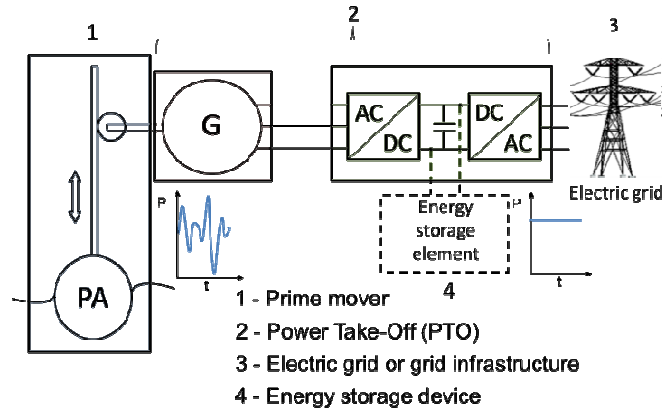 1
2
3
G
AC
DC
DC
AC
Electric grid
P
t
Energy
storage
element
P
t
PA
4
1 - Prime mover
2 - Power Take-Off (PTO)
3 - Electric grid or grid infrastructure
4 - Energy storage device